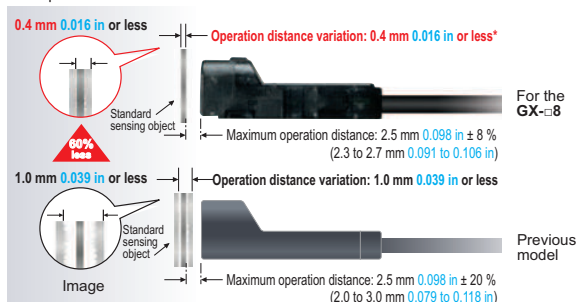 0.4 mm 0.016 in or less
Operation distance variation: 0.4 mm 0.016 in or less*
Standard
sensing object
For the
GX-□8
60%
less
Maximum operation distance: 2.5 mm 0.098 in ± 8 %
(2.3 to 2.7 mm 0.091 to 0.106 in)
1.0 mm 0.039 in or less
Operation distance variation: 1.0 mm 0.039 in or less
Standard
sensing
object
Previous
model
Image
Maximum operation distance: 2.5 mm 0.098 in ± 20 %
(2.0 to 3.0 mm 0.079 to 0.118 in)